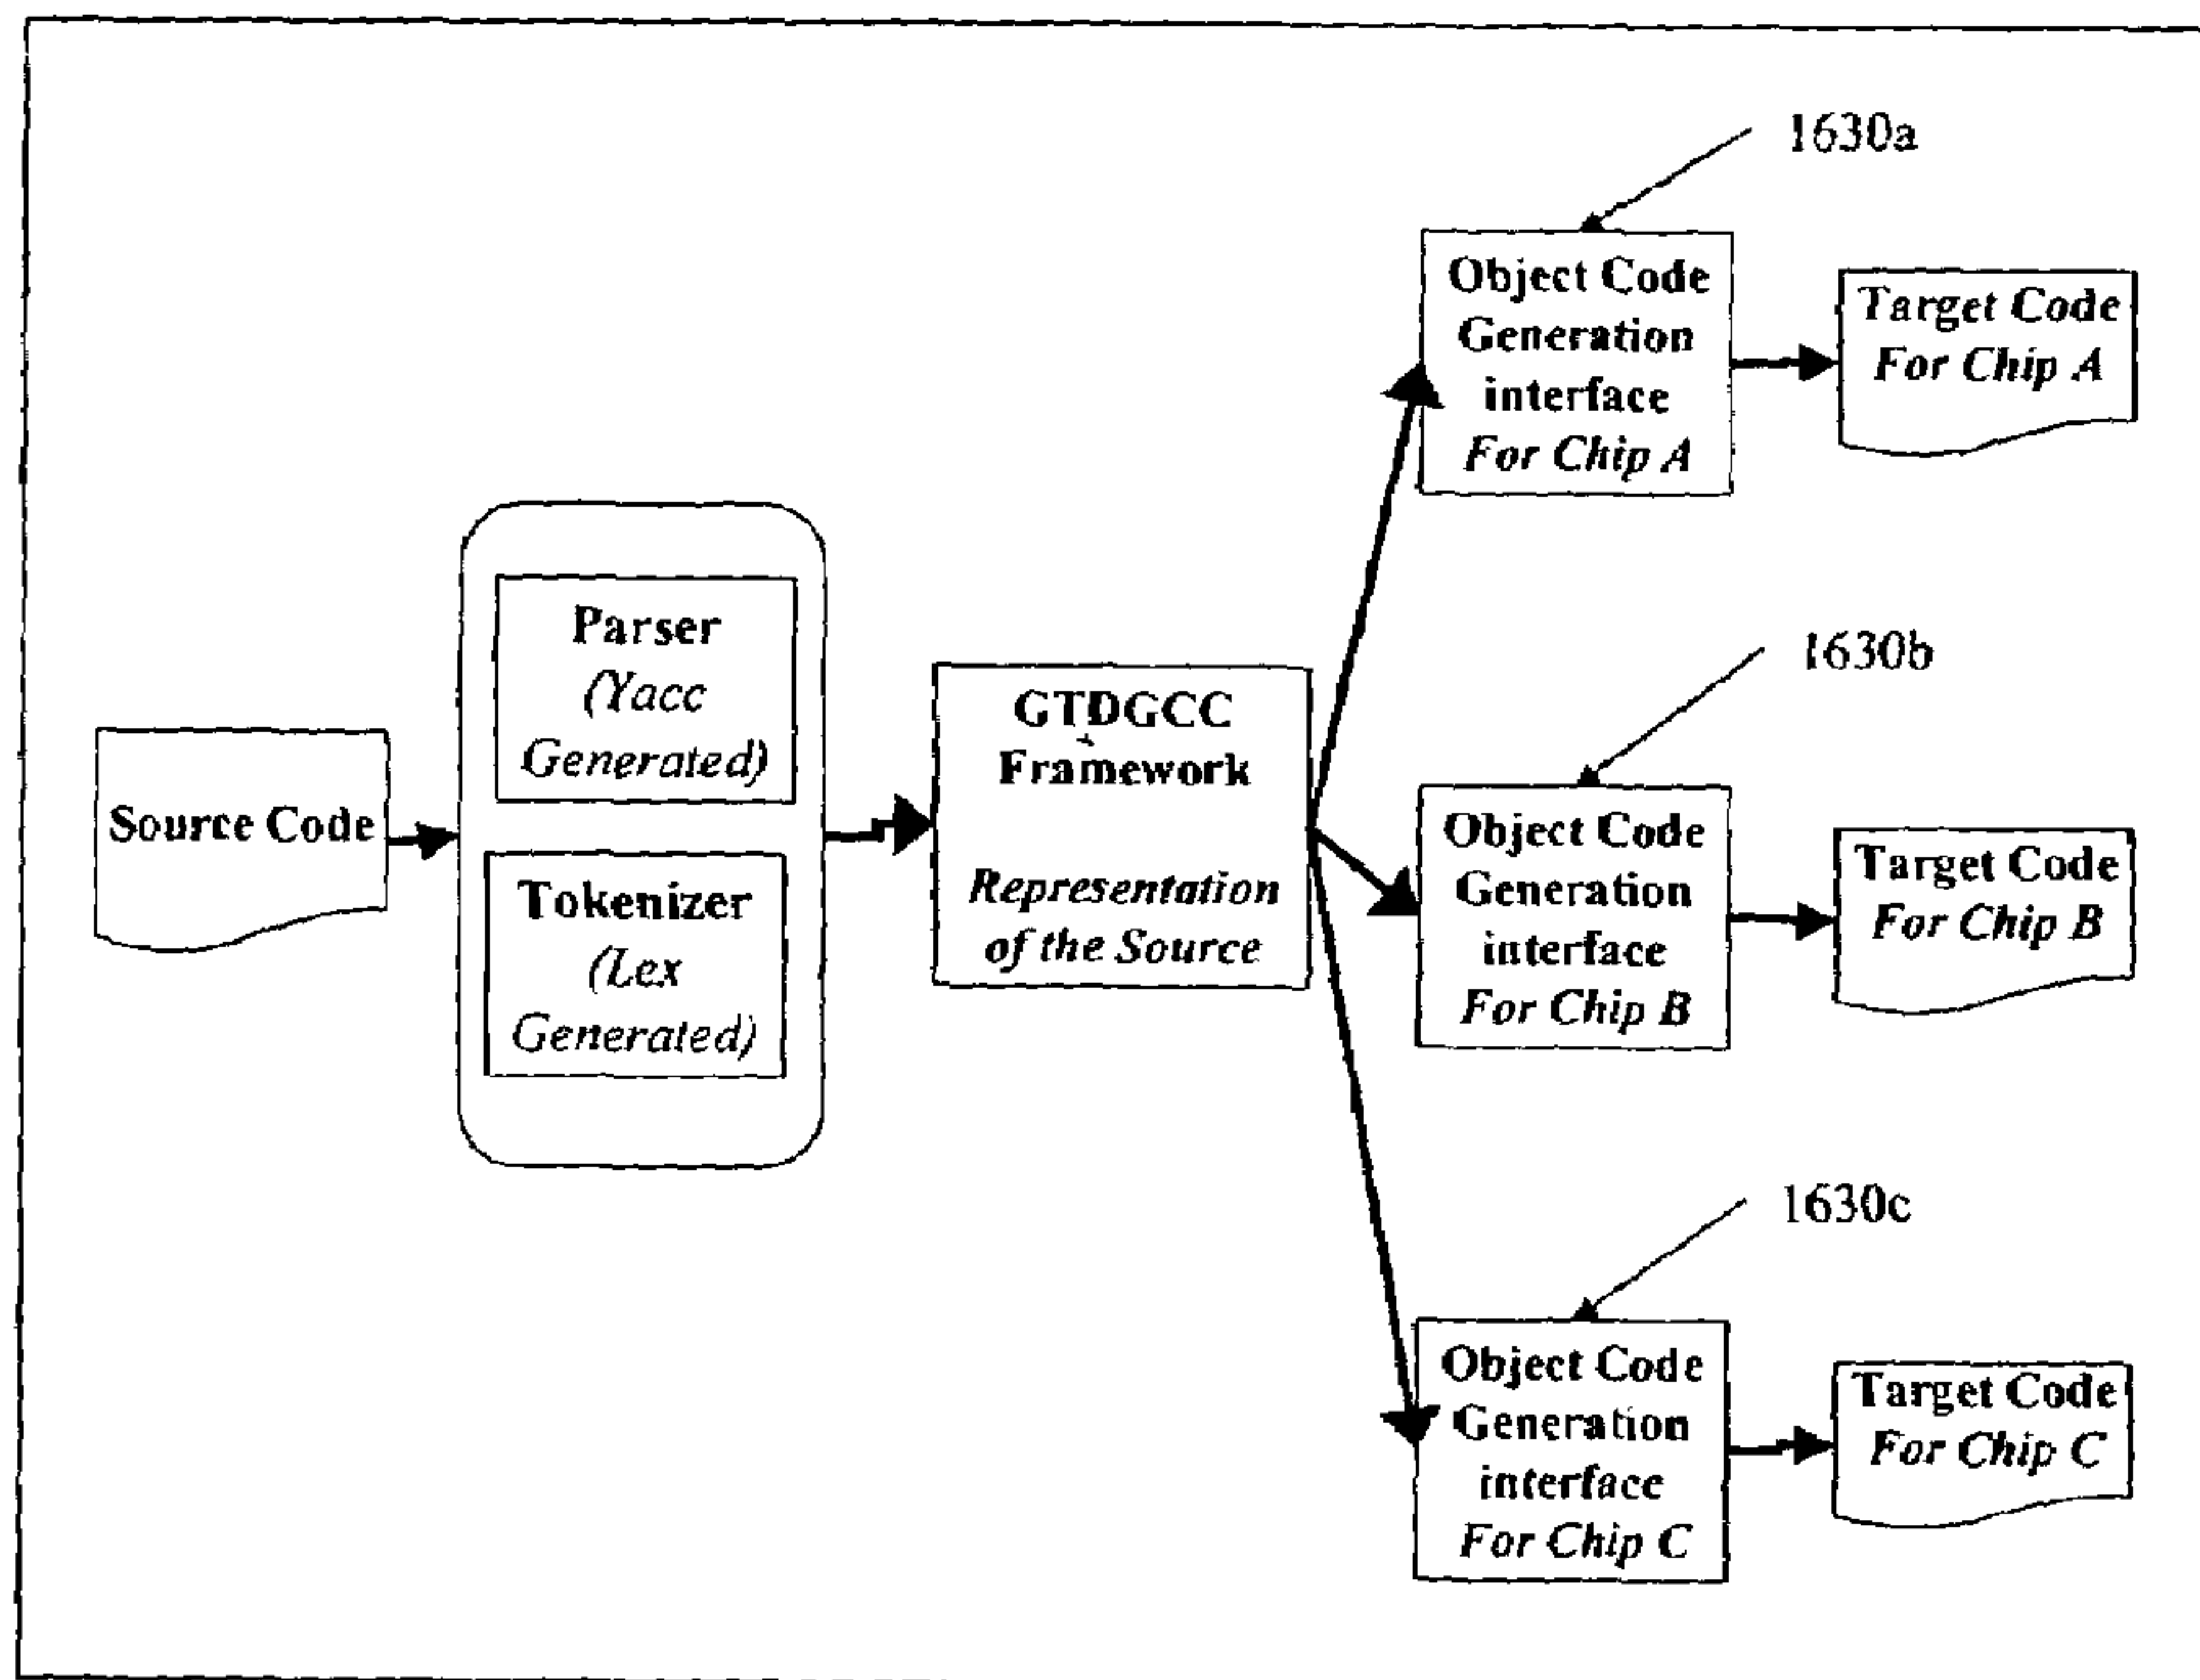 Source Code
Parser
(Yacc
Generated)
Tokenizer
(Lex
Generated)
GTDGCC
Framework
Representation
of the Source
1630a
Object Code
Generation
interface
For Chip A
Target Code
For Chip A
1630b
Object Code
Generation
interface
For Chip B
Target Code
For Chip B
1630c
Object Code
Generation
interface
For Chip C
Target Code
For Chip C